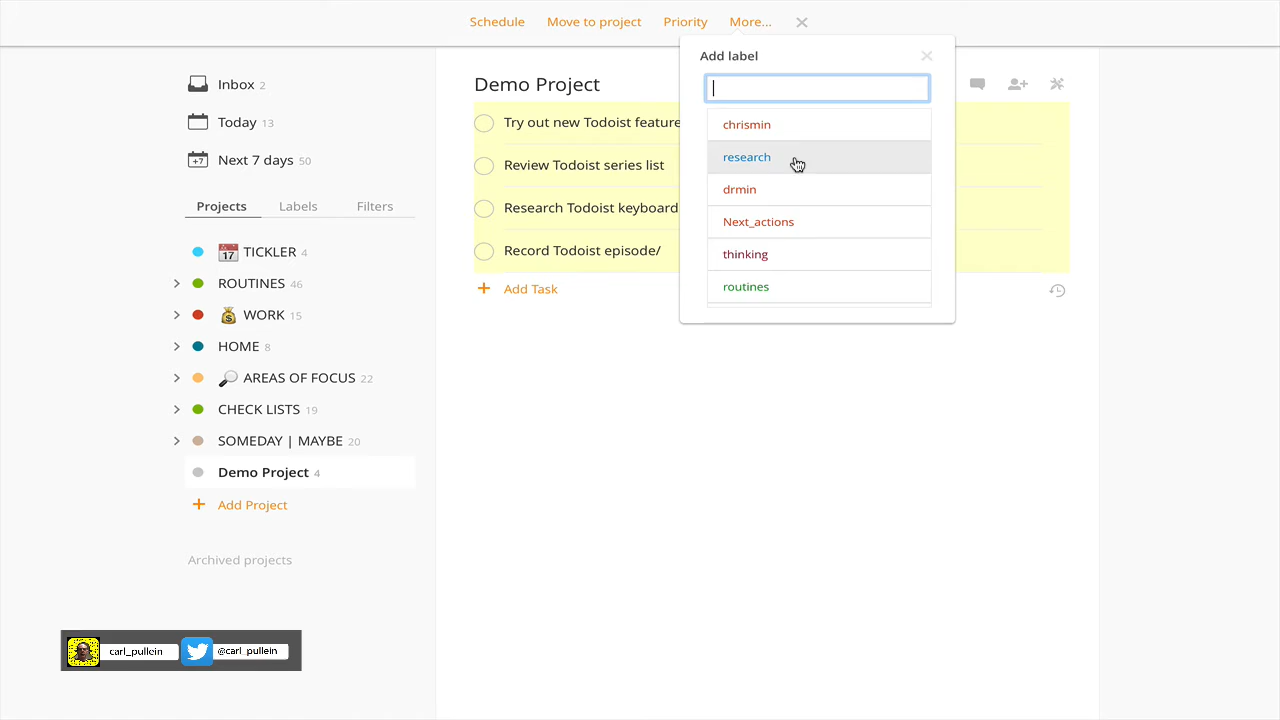 Schedule Move to project Priority More...
Add label
Inbox 2
Today 13
+7 Next 7 days 50
Projects Labels Filters
17 TICKLER 4
ROUTINES 46
WORK 15
HOME 8
AREAS OF FOCUS 22
CHECK LISTS 19
SOMEDAY | MAYBE 20
Demo Project 4
+ Add Project
Archived projects
Demo Project
Try out new Todoist feature
Review Todoist series list
Research Todoist keyboard
Record Todoist episode/
+ Add Task
chrismin
research
drmin
Next_actions
thinking
routines
carl_pullein @carl_pullein